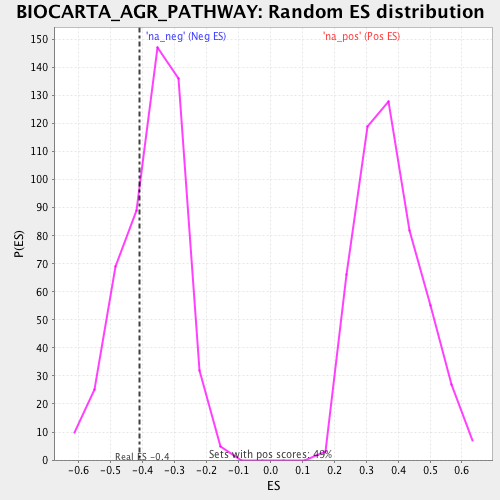 BIOCARTA_AGR_PATHWAY: Random ES distribution
'na_neg' (Neg ES)
'na_pos' (Pos ES)
150
140
130
120
110
100
90
80
70
60
50
40
30
20
10
0
P(ES)
Real ES -0.4
Sets with pos scores: 49%
-0.6 -0.5 -0.4 -0.3 -0.2 -0.1 0.0 0.1 0.2 0.3 0.4 0.5 0.6
ES